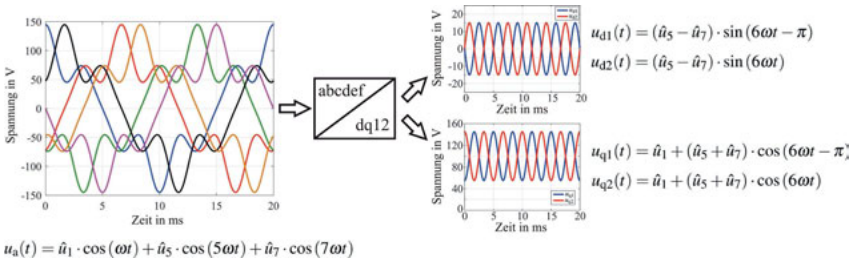 150
100
50
0
-50
-100
-150
Spannung in V
0 5 10 15 20
Zeit in ms
u_a(t) = û_1 · cos(ωt) + û_5 · cos(5ωt) + û_7 · cos(7ωt)
abcdef
dq12
20
10
0
-10
-20
Spannung in V
0 5 10 15 20
Zeit in ms
u_d1(t) = (û_5 − û_7) · sin(6ωt − π)
u_d2(t) = (û_5 − û_7) · sin(6ωt)
160
120
80
40
0
Spannung in V
0 5 10 15 20
Zeit in ms
u_q1(t) = û_1 + (û_5 + û_7) · cos(6ωt − π)
u_q2(t) = û_1 + (û_5 + û_7) · cos(6ωt)